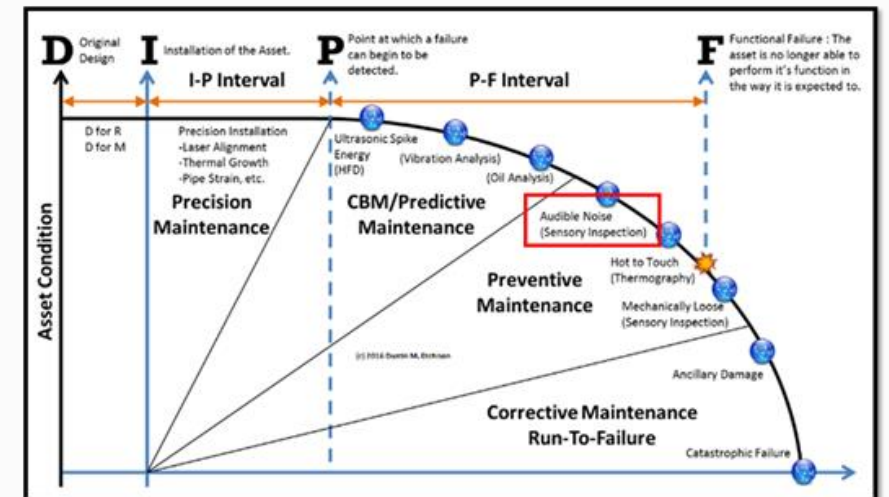 D Original
Design
I Installation of the Asset.
P Point at which a failure
can begin to be
detected.
F Functional Failure : The
asset is no longer able to
perform it's function in
the way it is expected to.
I-P Interval
P-F Interval
D for R
D for M
Precision Installation
-Laser Alignment
-Thermal Growth
-Pipe Strain, etc.
Precision
Maintenance
Ultrasonic Spike
Energy
(HFD)
(Vibration Analysis)
(Oil Analysis)
CBM/Predictive
Maintenance
Audible Noise
(Sensory Inspection)
Hot to Touch
(Thermography)
Preventive
Maintenance
Mechanically Loose
(Sensory Inspection)
Asset Condition
(c) 2016 Dustin M.
Ancillary Damage
Corrective Maintenance
Run-To-Failure
Catastrophic Failure